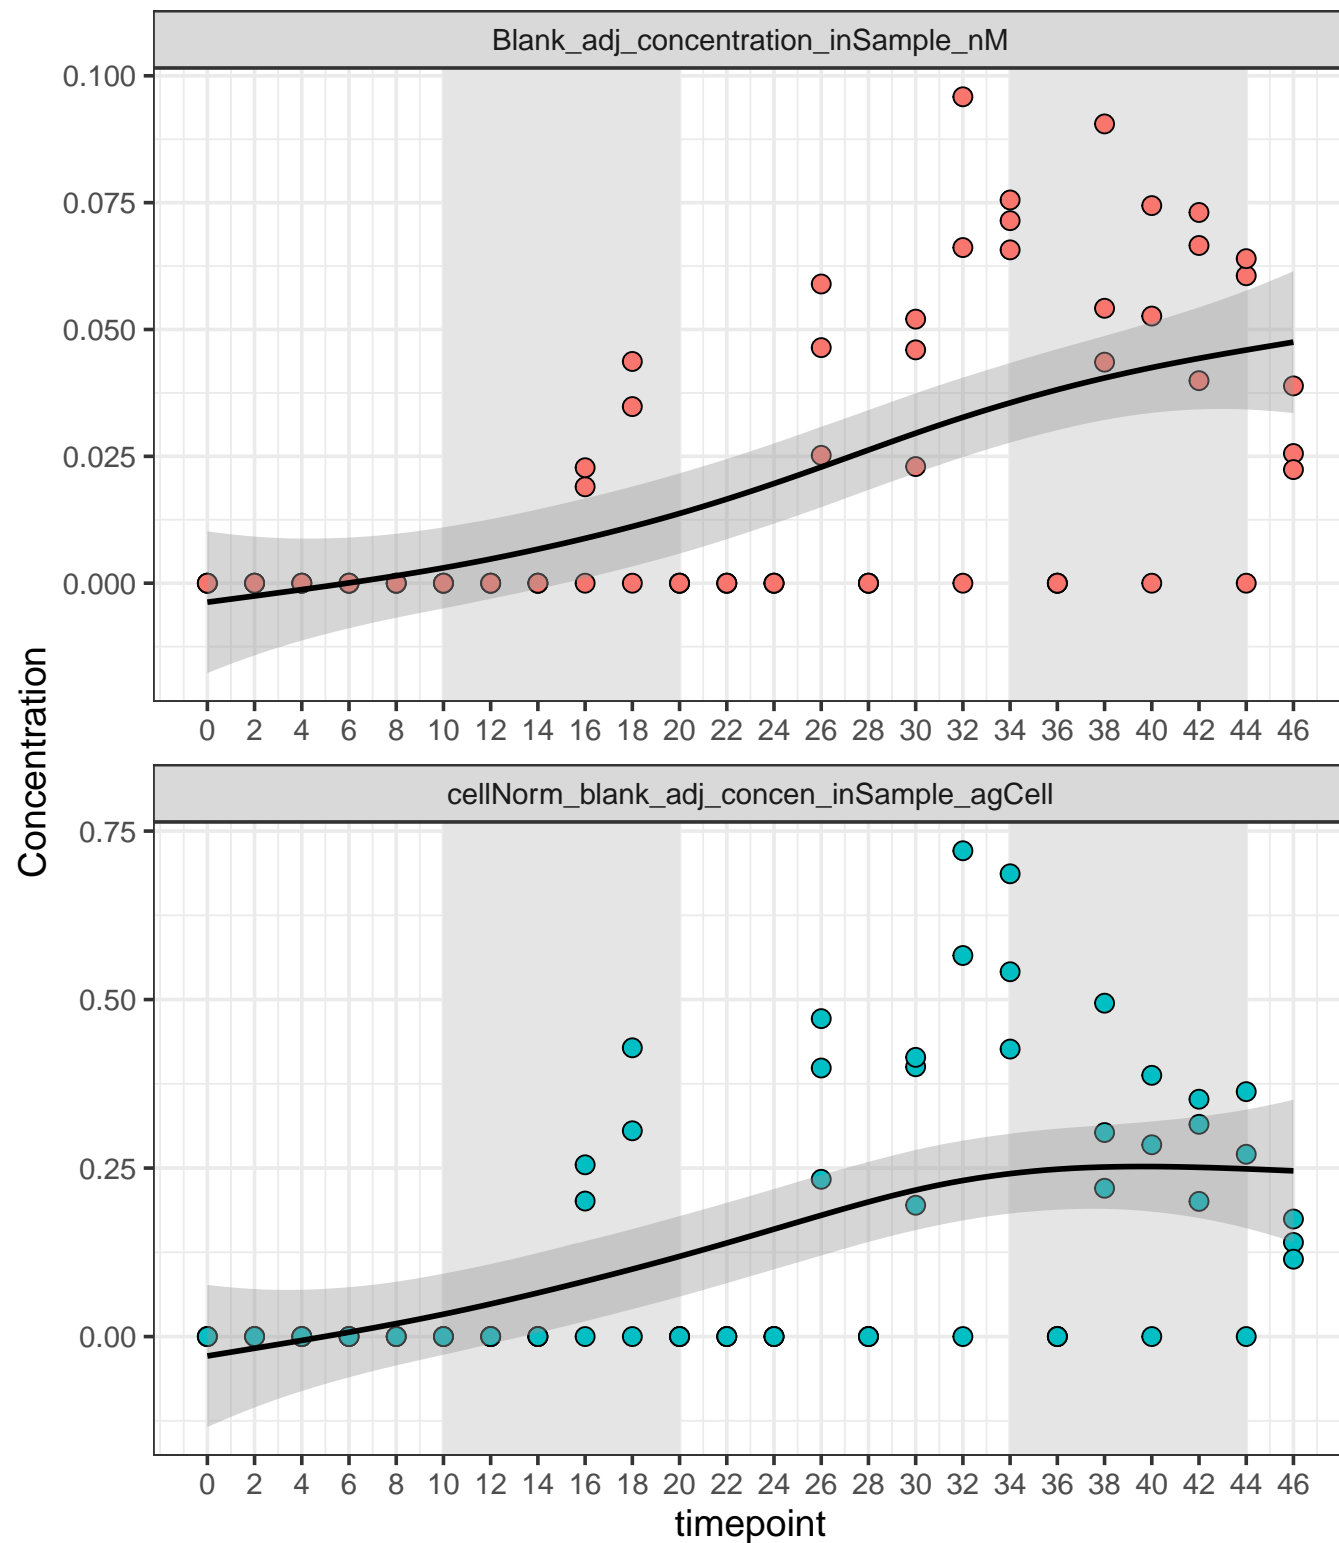 Blank_adj_concentration_inSample_nM
0.100
0.075
0.050
0.025
0.000
0 2 4 6 8 10 12 14 16 18 20 22 24 26 28 30 32 34 36 38 40 42 44 46
Concentration
cellNorm_blank_adj_concen_inSample_agCell
0.75
0.50
0.25
0.00
0 2 4 6 8 10 12 14 16 18 20 22 24 26 28 30 32 34 36 38 40 42 44 46
timepoint